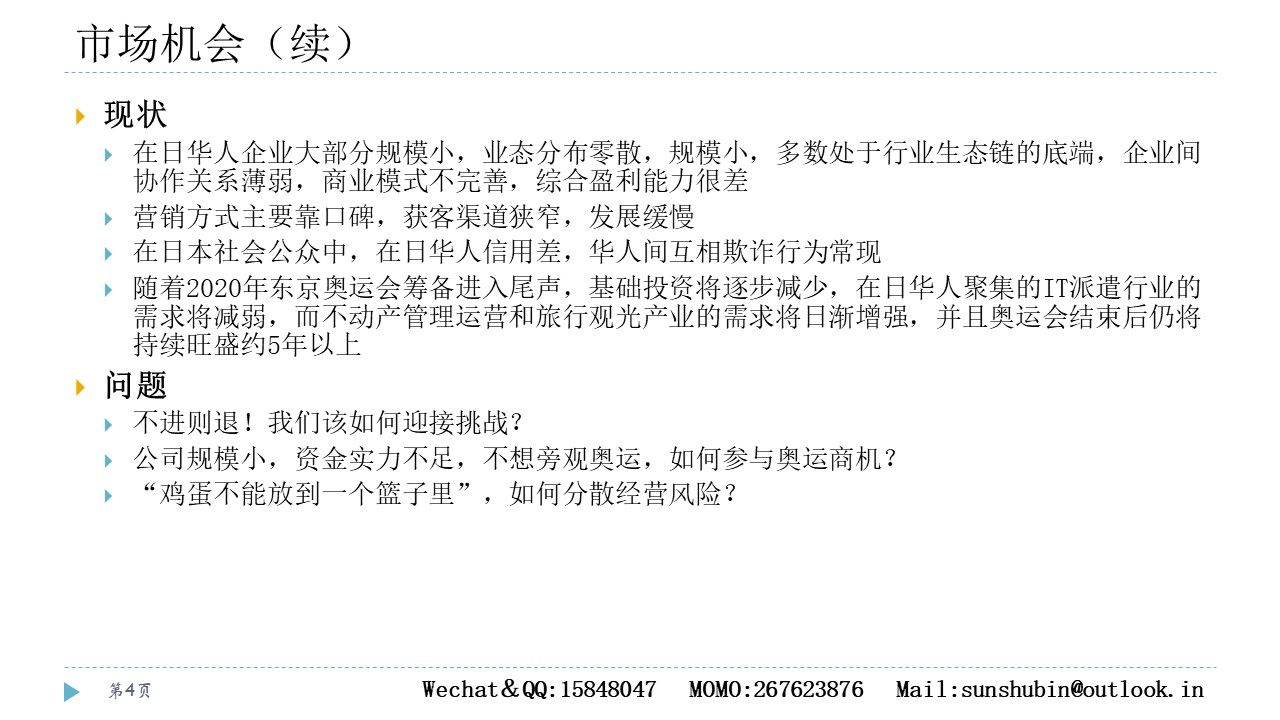 市场机会（续）
现状
在日华人企业大部分规模小，业态分布零散，规模小，多数处于行业生态链的底端，企业间
协作关系薄弱，商业模式不完善，综合盈利能力很差
营销方式主要靠口碑，获客渠道狭窄，发展缓慢
在日本社会公众中，在日华人信用差，华人间互相欺诈行为常现
随着2020年东京奥运会筹备进入尾声，基础投资将逐步减少，在日华人聚集的IT派遣行业的
需求将减弱，而不动产管理运营和旅行观光产业的需求将日渐增强，并且奥运会结束后仍将
持续旺盛约5年以上
问题
不进则退！我们该如何迎接挑战？
公司规模小，资金实力不足，不想旁观奥运，如何参与奥运商机？
“鸡蛋不能放到一个篮子里”，如何分散经营风险？
第4页
Wechat＆QQ:15848047 MOMO:267623876 Mail:sunshubin@outlook.in